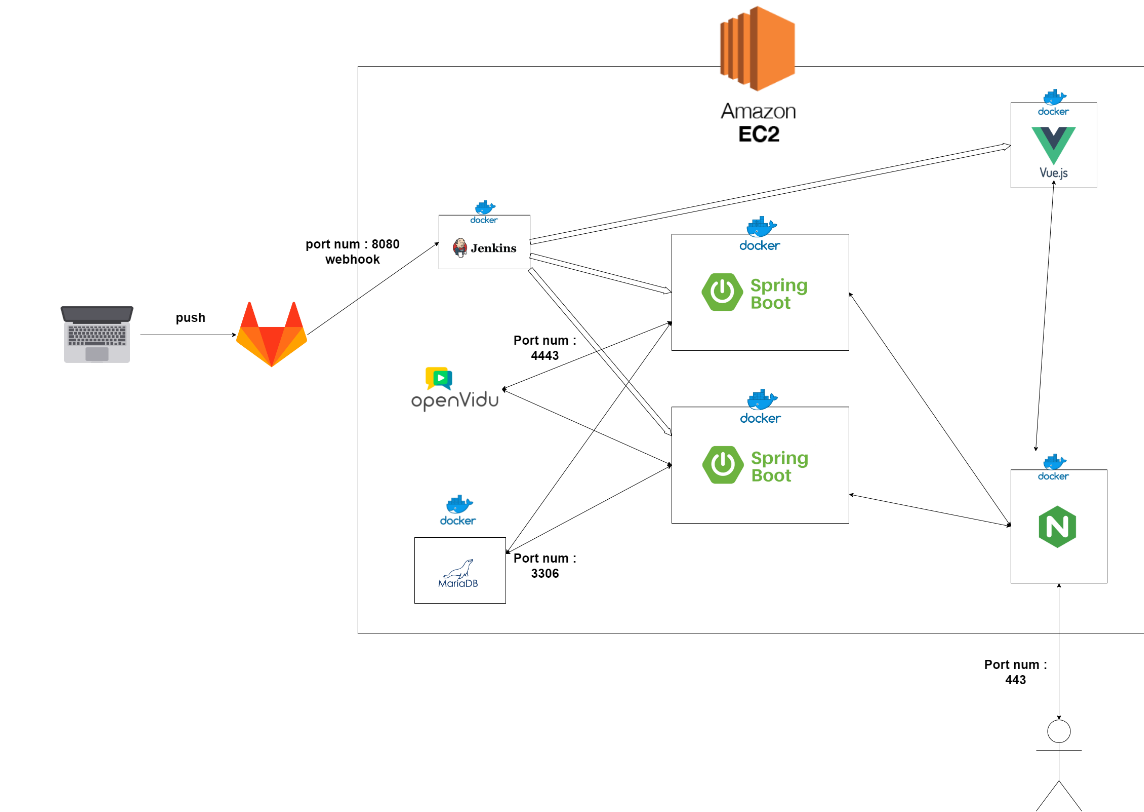 Amazon
EC2
docker
Vue.js
docker
Jenkins
port num : 8080
webhook
docker
Spring
Boot
push
Port num :
4443
openVidu
docker
Spring
Boot
docker
N
docker
MariaDB
Port num :
3306
Port num :
443